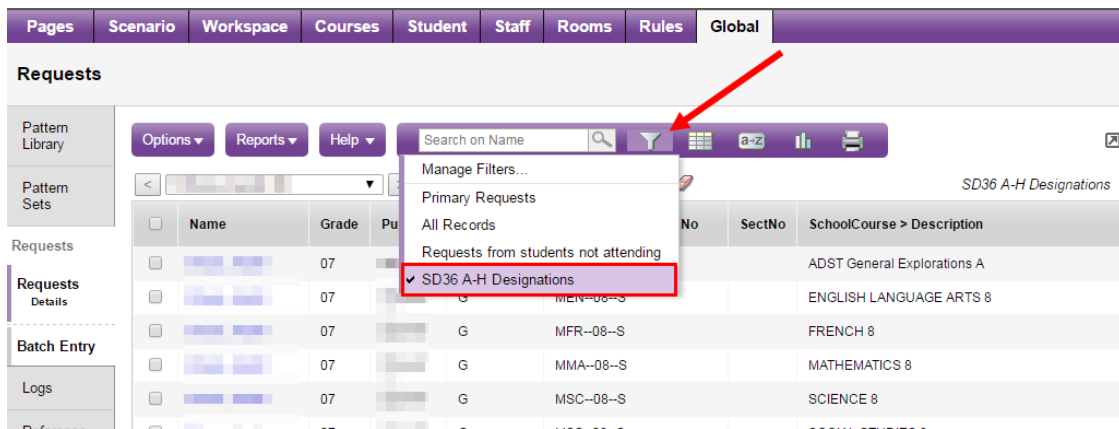 Pages Scenario Workspace Courses Student Staff Rooms Rules Global
Requests
Pattern Library
Pattern Sets
Requests
Requests
Details
Batch Entry
Logs
Options Reports Help Search on Name a-z
Manage Filters...
Primary Requests
All Records
Requests from students not attending
SD36 A-H Designations
SD36 A-H Designations
Name Grade No SectNo SchoolCourse > Description
07 ADST General Explorations A
07 G MEN--08--S ENGLISH LANGUAGE ARTS 8
07 G MFR--08--S FRENCH 8
07 G MMA--08--S MATHEMATICS 8
07 G MSC--08--S SCIENCE 8